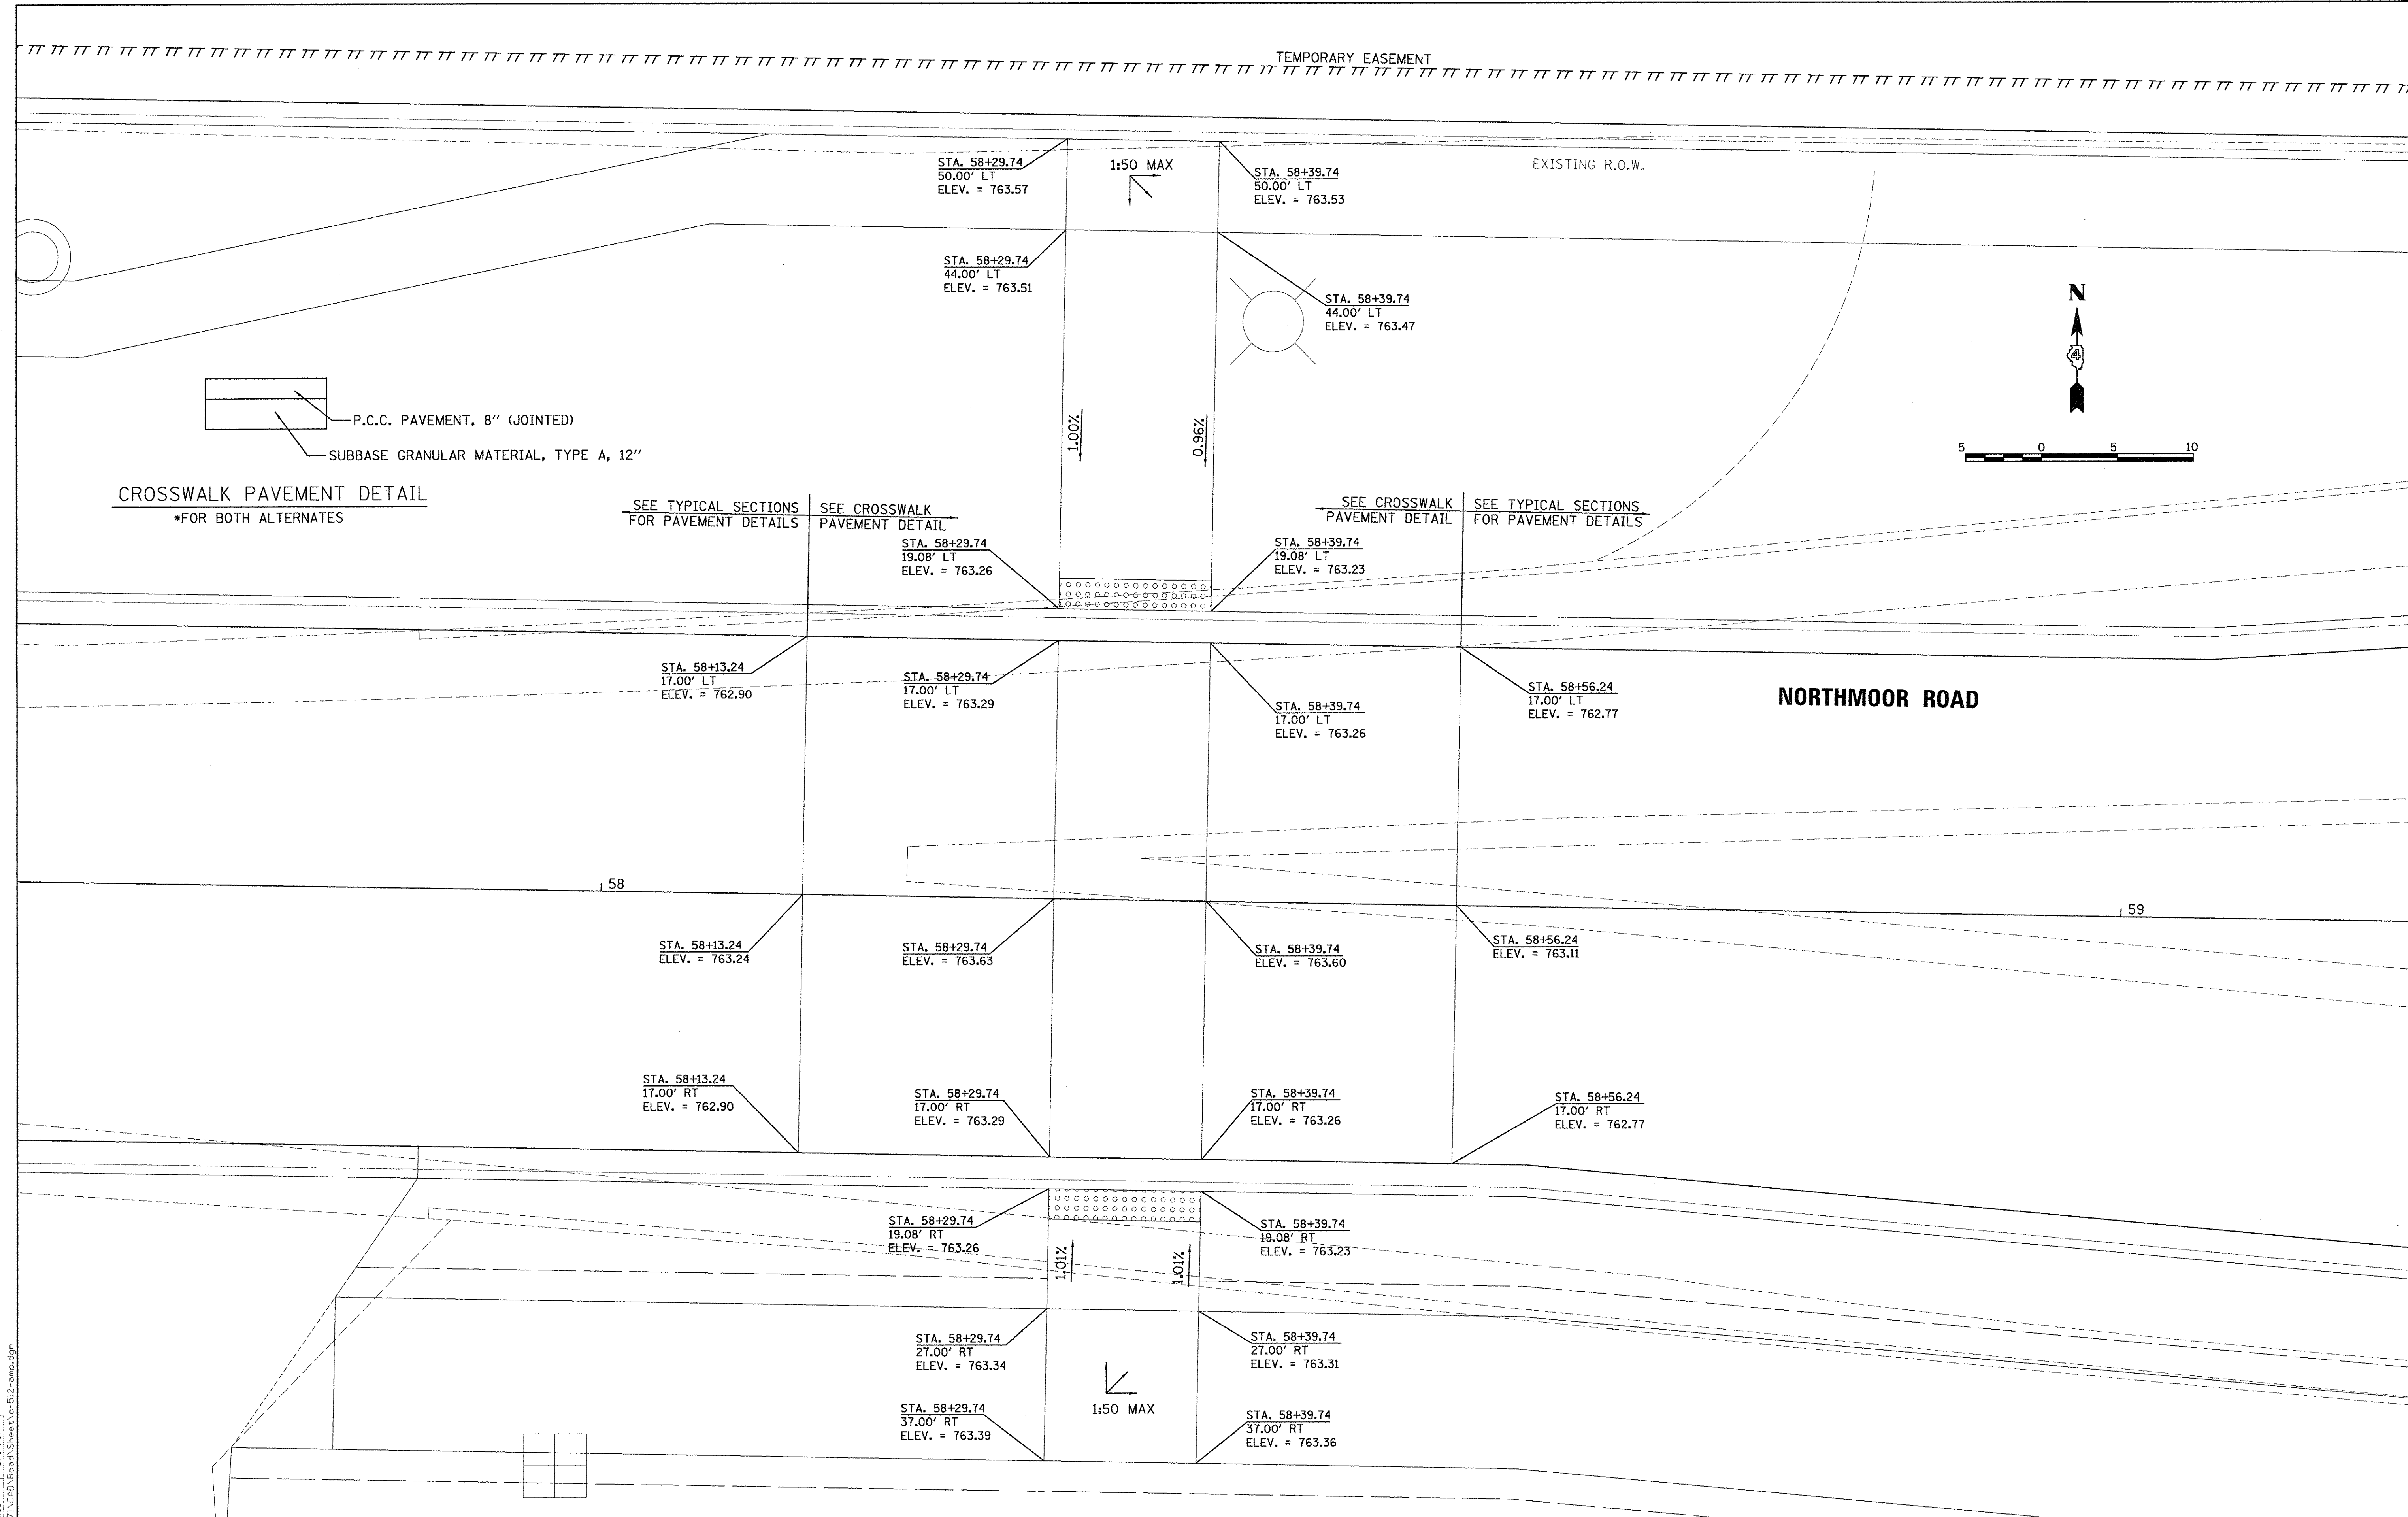 TEMPORARY EASEMENT
STA. 58+29.74
50.00' LT
ELEV. = 763.57
1:50 MAX
STA. 58+39.74
50.00' LT
ELEV. = 763.53
EXISTING R.O.W.
STA. 58+29.74
44.00' LT
ELEV. = 763.51
STA. 58+39.74
44.00' LT
ELEV. = 763.47
N
4
P.C.C. PAVEMENT, 8" (JOINTED)
SUBBASE GRANULAR MATERIAL, TYPE A, 12"
CROSSWALK PAVEMENT DETAIL
*FOR BOTH ALTERNATES
1.00%
0.96%
5 0 5 10
SEE TYPICAL SECTIONS
FOR PAVEMENT DETAILS
SEE CROSSWALK
PAVEMENT DETAIL
SEE CROSSWALK
PAVEMENT DETAIL
SEE TYPICAL SECTIONS
FOR PAVEMENT DETAILS
STA. 58+29.74
19.08' LT
ELEV. = 763.26
STA. 58+39.74
19.08' LT
ELEV. = 763.23
STA. 58+13.24
17.00' LT
ELEV. = 762.90
STA. 58+29.74
17.00' LT
ELEV. = 763.29
STA. 58+39.74
17.00' LT
ELEV. = 763.26
STA. 58+56.24
17.00' LT
ELEV. = 762.77
NORTHMOOR ROAD
58
59
STA. 58+13.24
ELEV. = 763.24
STA. 58+29.74
ELEV. = 763.63
STA. 58+39.74
ELEV. = 763.60
STA. 58+56.24
ELEV. = 763.11
STA. 58+13.24
17.00' RT
ELEV. = 762.90
STA. 58+29.74
17.00' RT
ELEV. = 763.29
STA. 58+39.74
17.00' RT
ELEV. = 763.26
STA. 58+56.24
17.00' RT
ELEV. = 762.77
STA. 58+29.74
19.08' RT
ELEV. = 763.26
STA. 58+39.74
19.08' RT
ELEV. = 763.23
1.01%
1.01%
STA. 58+29.74
27.00' RT
ELEV. = 763.34
STA. 58+39.74
27.00' RT
ELEV. = 763.31
1:50 MAX
STA. 58+29.74
37.00' RT
ELEV. = 763.39
STA. 58+39.74
37.00' RT
ELEV. = 763.36
71\CAD\Road\Sheet\c-512ramp.dgn